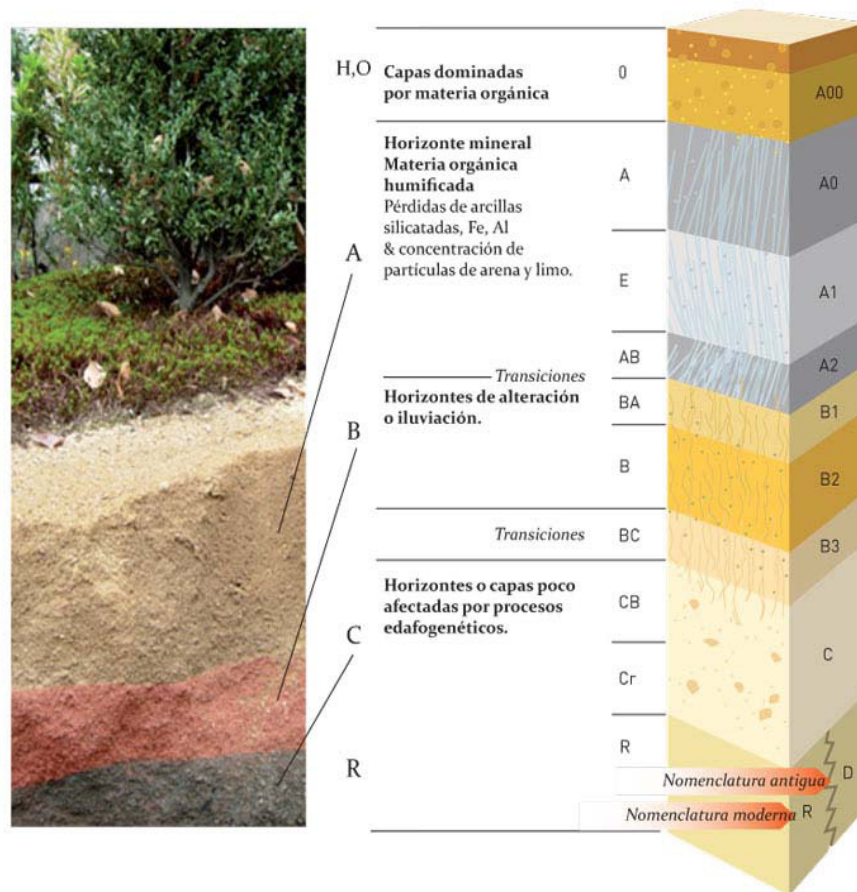 H,O
Capas dominadas
por materia orgánica
0
A00
Horizonte mineral
Materia orgánica
humificada
Pérdidas de arcillas
silicatadas, Fe, Al
& concentración de
partículas de arena y limo.
A
A
A0
E
A1
AB
A2
Transiciones
Horizontes de alteración
o iluviación.
B
BA
B1
B
B2
Transiciones
BC
B3
Horizontes o capas poco
afectadas por procesos
edafogenéticos.
C
CB
C
Cr
R
R
Nomenclatura antigua
D
Nomenclatura moderna
R